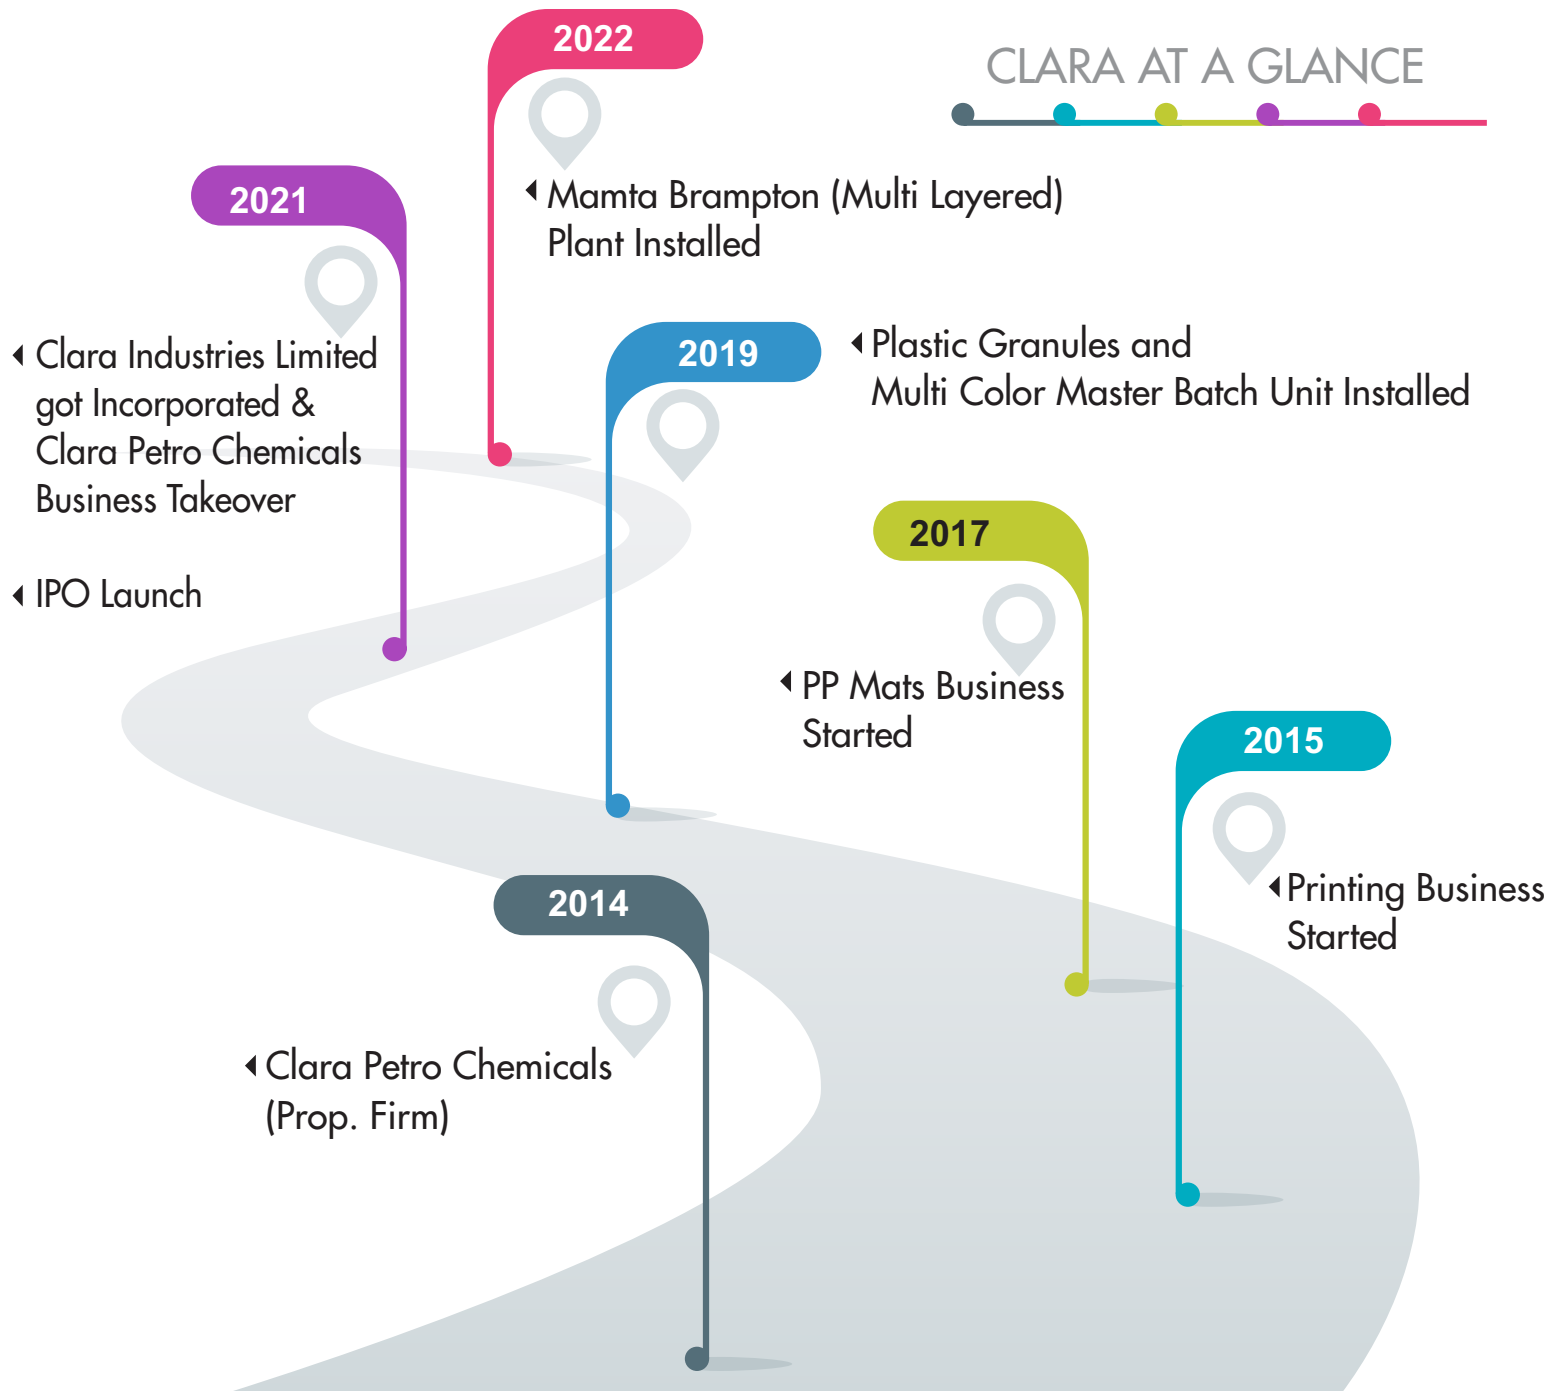 2022
CLARA AT A GLANCE
Mamta Brampton (Multi Layered)
Plant Installed
2021
Clara Industries Limited
got Incorporated &
Clara Petro Chemicals
Business Takeover
IPO Launch
2019
Plastic Granules and
Multi Color Master Batch Unit Installed
2017
PP Mats Business
Started
2015
Printing Business
Started
2014
Clara Petro Chemicals
(Prop. Firm)